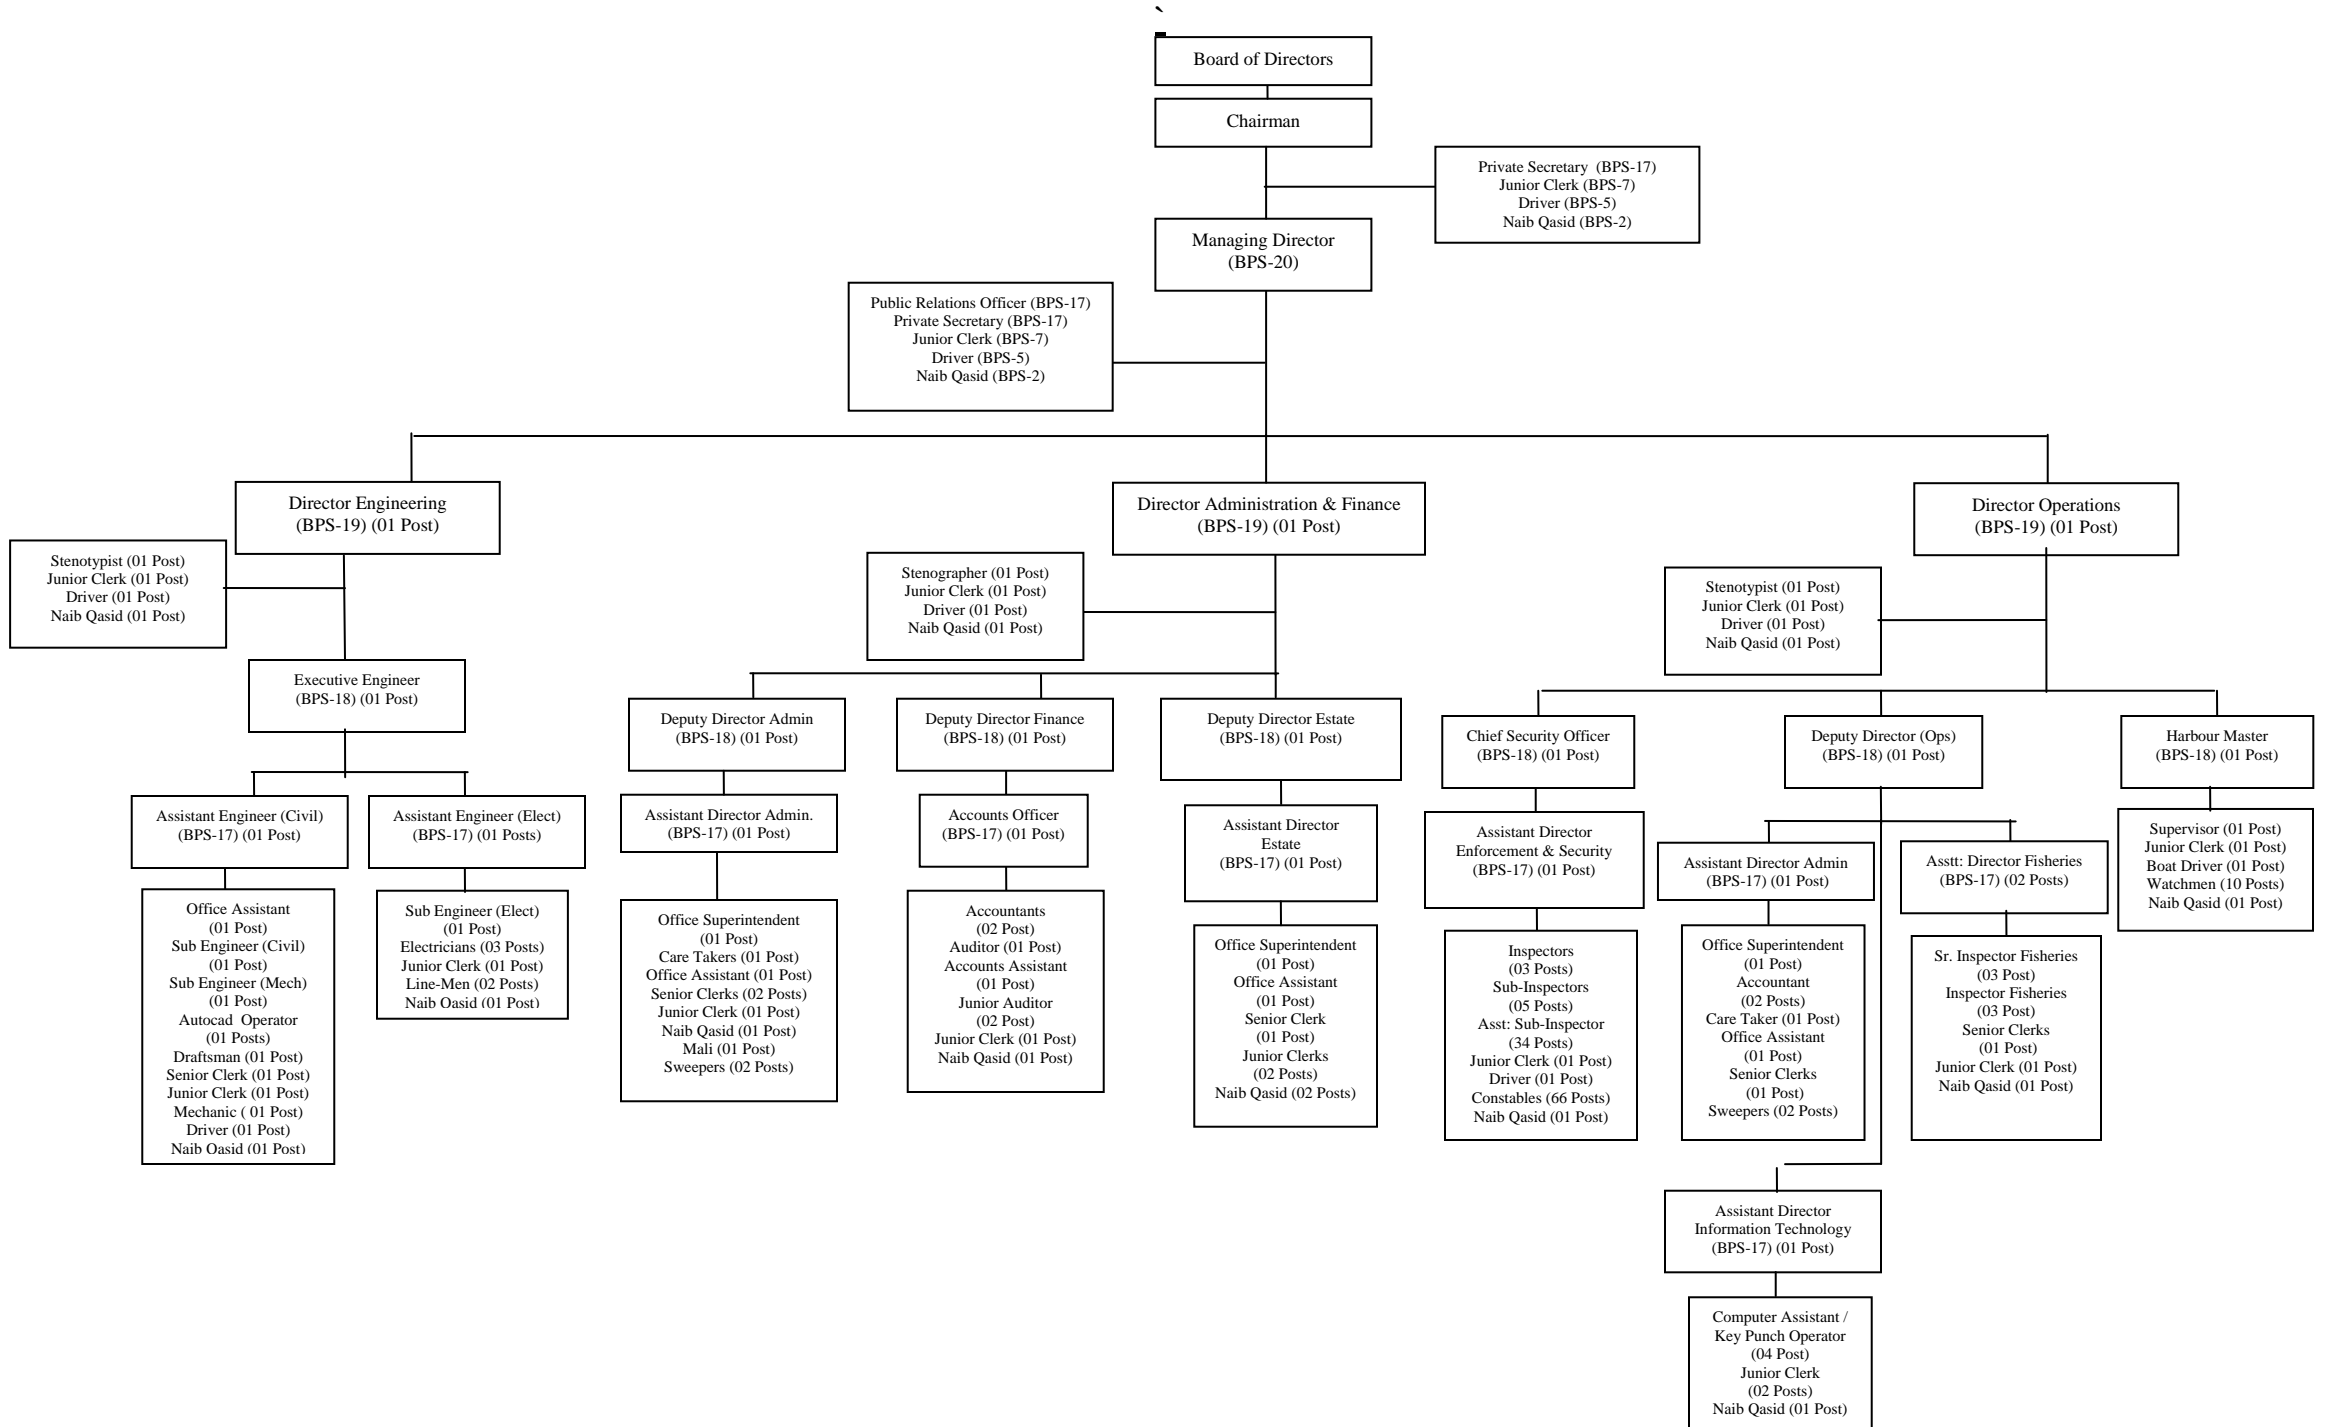 `
Board of Directors
Chairman
Private Secretary (BPS-17)
Junior Clerk (BPS-7)
Driver (BPS-5)
Naib Qasid (BPS-2)
Managing Director
(BPS-20)
Public Relations Officer (BPS-17)
Private Secretary (BPS-17)
Junior Clerk (BPS-7)
Driver (BPS-5)
Naib Qasid (BPS-2)
Director Engineering
(BPS-19) (01 Post)
Director Administration & Finance
(BPS-19) (01 Post)
Director Operations
(BPS-19) (01 Post)
Stenotypist (01 Post)
Junior Clerk (01 Post)
Driver (01 Post)
Naib Qasid (01 Post)
Stenographer (01 Post)
Junior Clerk (01 Post)
Driver (01 Post)
Naib Qasid (01 Post)
Stenotypist (01 Post)
Junior Clerk (01 Post)
Driver (01 Post)
Naib Qasid (01 Post)
Executive Engineer
(BPS-18) (01 Post)
Deputy Director Admin
(BPS-18) (01 Post)
Deputy Director Finance
(BPS-18) (01 Post)
Deputy Director Estate
(BPS-18) (01 Post)
Chief Security Officer
(BPS-18) (01 Post)
Deputy Director (Ops)
(BPS-18) (01 Post)
Harbour Master
(BPS-18) (01 Post)
Assistant Engineer (Civil)
(BPS-17) (01 Post)
Assistant Engineer (Elect)
(BPS-17) (01 Posts)
Assistant Director Admin.
(BPS-17) (01 Post)
Accounts Officer
(BPS-17) (01 Post)
Assistant Director
Estate
(BPS-17) (01 Post)
Assistant Director
Enforcement & Security
(BPS-17) (01 Post)
Assistant Director Admin
(BPS-17) (01 Post)
Asstt: Director Fisheries
(BPS-17) (02 Posts)
Supervisor (01 Post)
Junior Clerk (01 Post)
Boat Driver (01 Post)
Watchmen (10 Posts)
Naib Qasid (01 Post)
Office Assistant
(01 Post)
Sub Engineer (Civil)
(01 Post)
Sub Engineer (Mech)
(01 Post)
Autocad Operator
(01 Posts)
Draftsman (01 Post)
Senior Clerk (01 Post)
Junior Clerk (01 Post)
Mechanic ( 01 Post)
Driver (01 Post)
Naib Qasid (01 Post)
Sub Engineer (Elect)
(01 Post)
Electricians (03 Posts)
Junior Clerk (01 Post)
Line-Men (02 Posts)
Naib Qasid (01 Post)
Office Superintendent
(01 Post)
Care Takers (01 Post)
Office Assistant (01 Post)
Senior Clerks (02 Posts)
Junior Clerk (01 Post)
Naib Qasid (01 Post)
Mali (01 Post)
Sweepers (02 Posts)
Accountants
(02 Post)
Auditor (01 Post)
Accounts Assistant
(01 Post)
Junior Auditor
(02 Post)
Junior Clerk (01 Post)
Naib Qasid (01 Post)
Office Superintendent
(01 Post)
Office Assistant
(01 Post)
Senior Clerk
(01 Post)
Junior Clerks
(02 Posts)
Naib Qasid (02 Posts)
Inspectors
(03 Posts)
Sub-Inspectors
(05 Posts)
Asst: Sub-Inspector
(34 Posts)
Junior Clerk (01 Post)
Driver (01 Post)
Constables (66 Posts)
Naib Qasid (01 Post)
Office Superintendent
(01 Post)
Accountant
(02 Posts)
Care Taker (01 Post)
Office Assistant
(01 Post)
Senior Clerks
(01 Post)
Sweepers (02 Posts)
Sr. Inspector Fisheries
(03 Post)
Inspector Fisheries
(03 Post)
Senior Clerks
(01 Post)
Junior Clerk (01 Post)
Naib Qasid (01 Post)
Assistant Director
Information Technology
(BPS-17) (01 Post)
Computer Assistant /
Key Punch Operator
(04 Post)
Junior Clerk
(02 Posts)
Naib Qasid (01 Post)